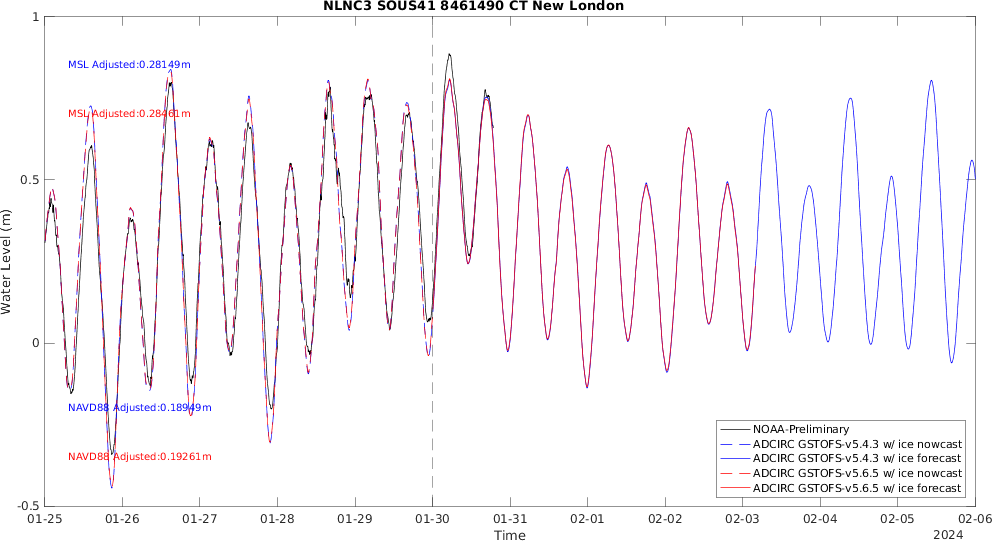 NLNC3 SOUS41 8461490 CT New London
1
0.5
0
-0.5
Water Level (m)
MSL Adjusted:0.28149m
MSL Adjusted:0.28461m
NAVD88 Adjusted:0.18949m
NAVD88 Adjusted:0.19261m
NOAA-Preliminary
ADCIRC GSTOFS-v5.4.3 w/ ice nowcast
ADCIRC GSTOFS-v5.4.3 w/ ice forecast
ADCIRC GSTOFS-v5.6.5 w/ ice nowcast
ADCIRC GSTOFS-v5.6.5 w/ ice forecast
01-25 01-26 01-27 01-28 01-29 01-30 01-31 02-01 02-02 02-03 02-04 02-05 02-06
Time
2024